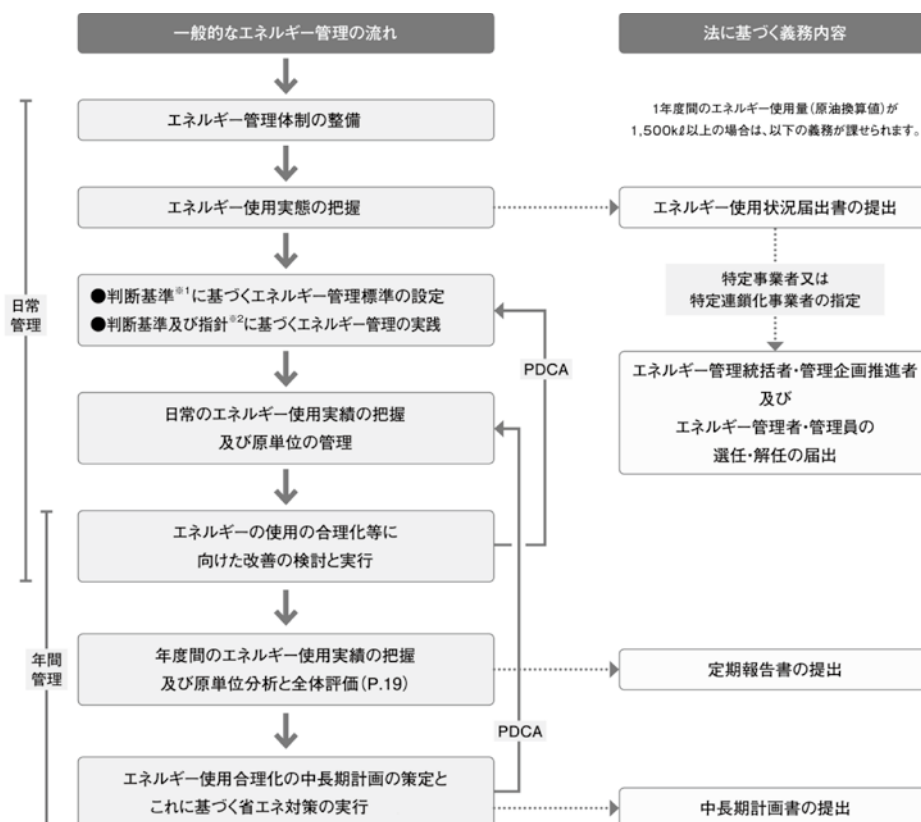 一般的なエネルギー管理の流れ
法に基づく義務内容
エネルギー管理体制の整備
1年度間のエネルギー使用量(原油換算値)が
1,500kℓ以上の場合は、以下の義務が課せられます。
エネルギー使用実態の把握
エネルギー使用状況届出書の提出
特定事業者又は
特定連鎖化事業者の指定
日常
管理
●判断基準※1に基づくエネルギー管理標準の設定
●判断基準及び指針※2に基づくエネルギー管理の実践
PDCA
エネルギー管理統括者・管理企画推進者
及び
エネルギー管理者・管理員の
選任・解任の届出
日常のエネルギー使用実績の把握
及び原単位の管理
エネルギーの使用の合理化等に
向けた改善の検討と実行
年間
管理
年度間のエネルギー使用実績の把握
及び原単位分析と全体評価(P.19)
定期報告書の提出
PDCA
エネルギー使用合理化の中長期計画の策定と
これに基づく省エネ対策の実行
中長期計画書の提出